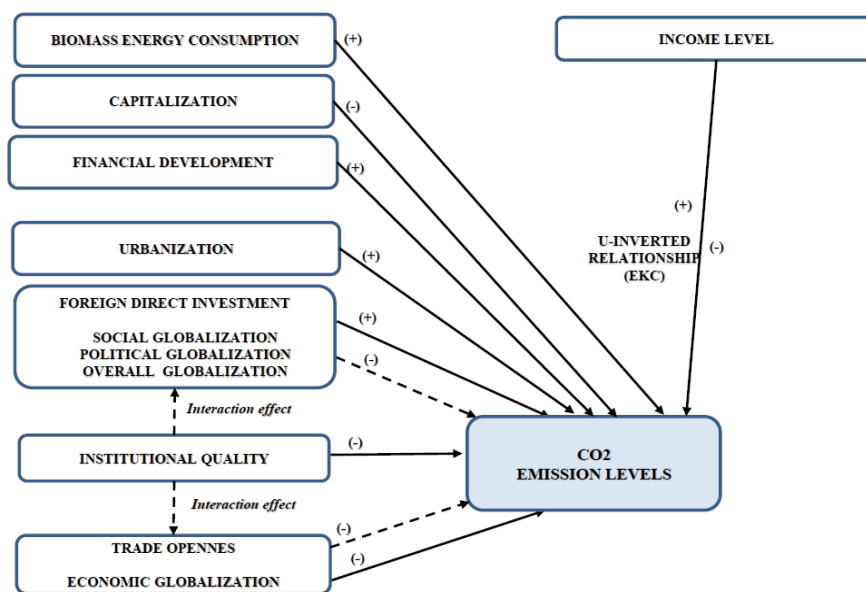 BIOMASS ENERGY CONSUMPTION
(+)
INCOME LEVEL
CAPITALIZATION
(-)
FINANCIAL DEVELOPMENT
(+)
(+)
U-INVERTED
RELATIONSHIP
(EKC)
(-)
URBANIZATION
(+)
FOREIGN DIRECT INVESTMENT
(+)
SOCIAL GLOBALIZATION
POLITICAL GLOBALIZATION
OVERALL GLOBALIZATION
(-)
Interaction effect
INSTITUTIONAL QUALITY
(-)
CO2
EMISSION LEVELS
Interaction effect
TRADE OPENNES
(-)
ECONOMIC GLOBALIZATION
(-)